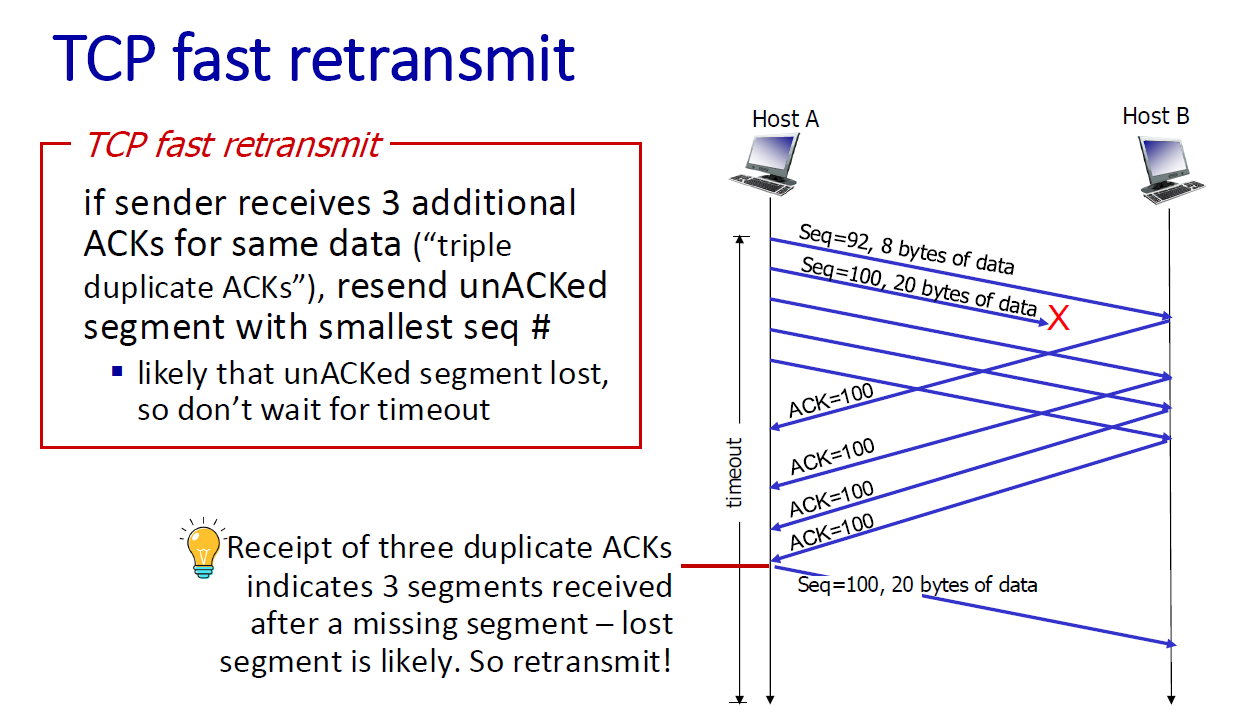 TCP fast retransmit
TCP fast retransmit
if sender receives 3 additional
ACKs for same data (“triple
duplicate ACKs”), resend unACKed
segment with smallest seq #
▪ likely that unACKed segment lost,
so don’t wait for timeout
Receipt of three duplicate ACKs
indicates 3 segments received
after a missing segment – lost
segment is likely. So retransmit!
Host A
Host B
Seq=92, 8 bytes of data
Seq=100, 20 bytes of data
X
ACK=100
ACK=100
ACK=100
ACK=100
timeout
Seq=100, 20 bytes of data